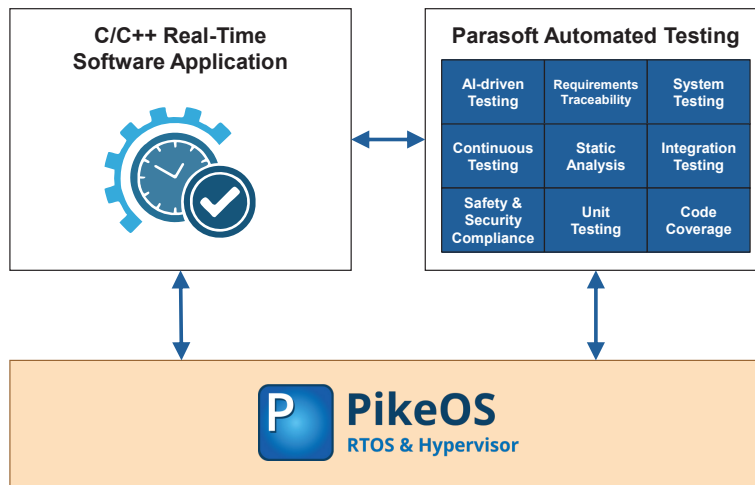 C/C++ Real-Time
Software Application
Parasoft Automated Testing
AI-driven
Testing
Requirements
Traceability
System
Testing
Continuous
Testing
Static
Analysis
Integration
Testing
Safety &
Security
Compliance
Unit
Testing
Code
Coverage
P
PikeOS
RTOS & Hypervisor